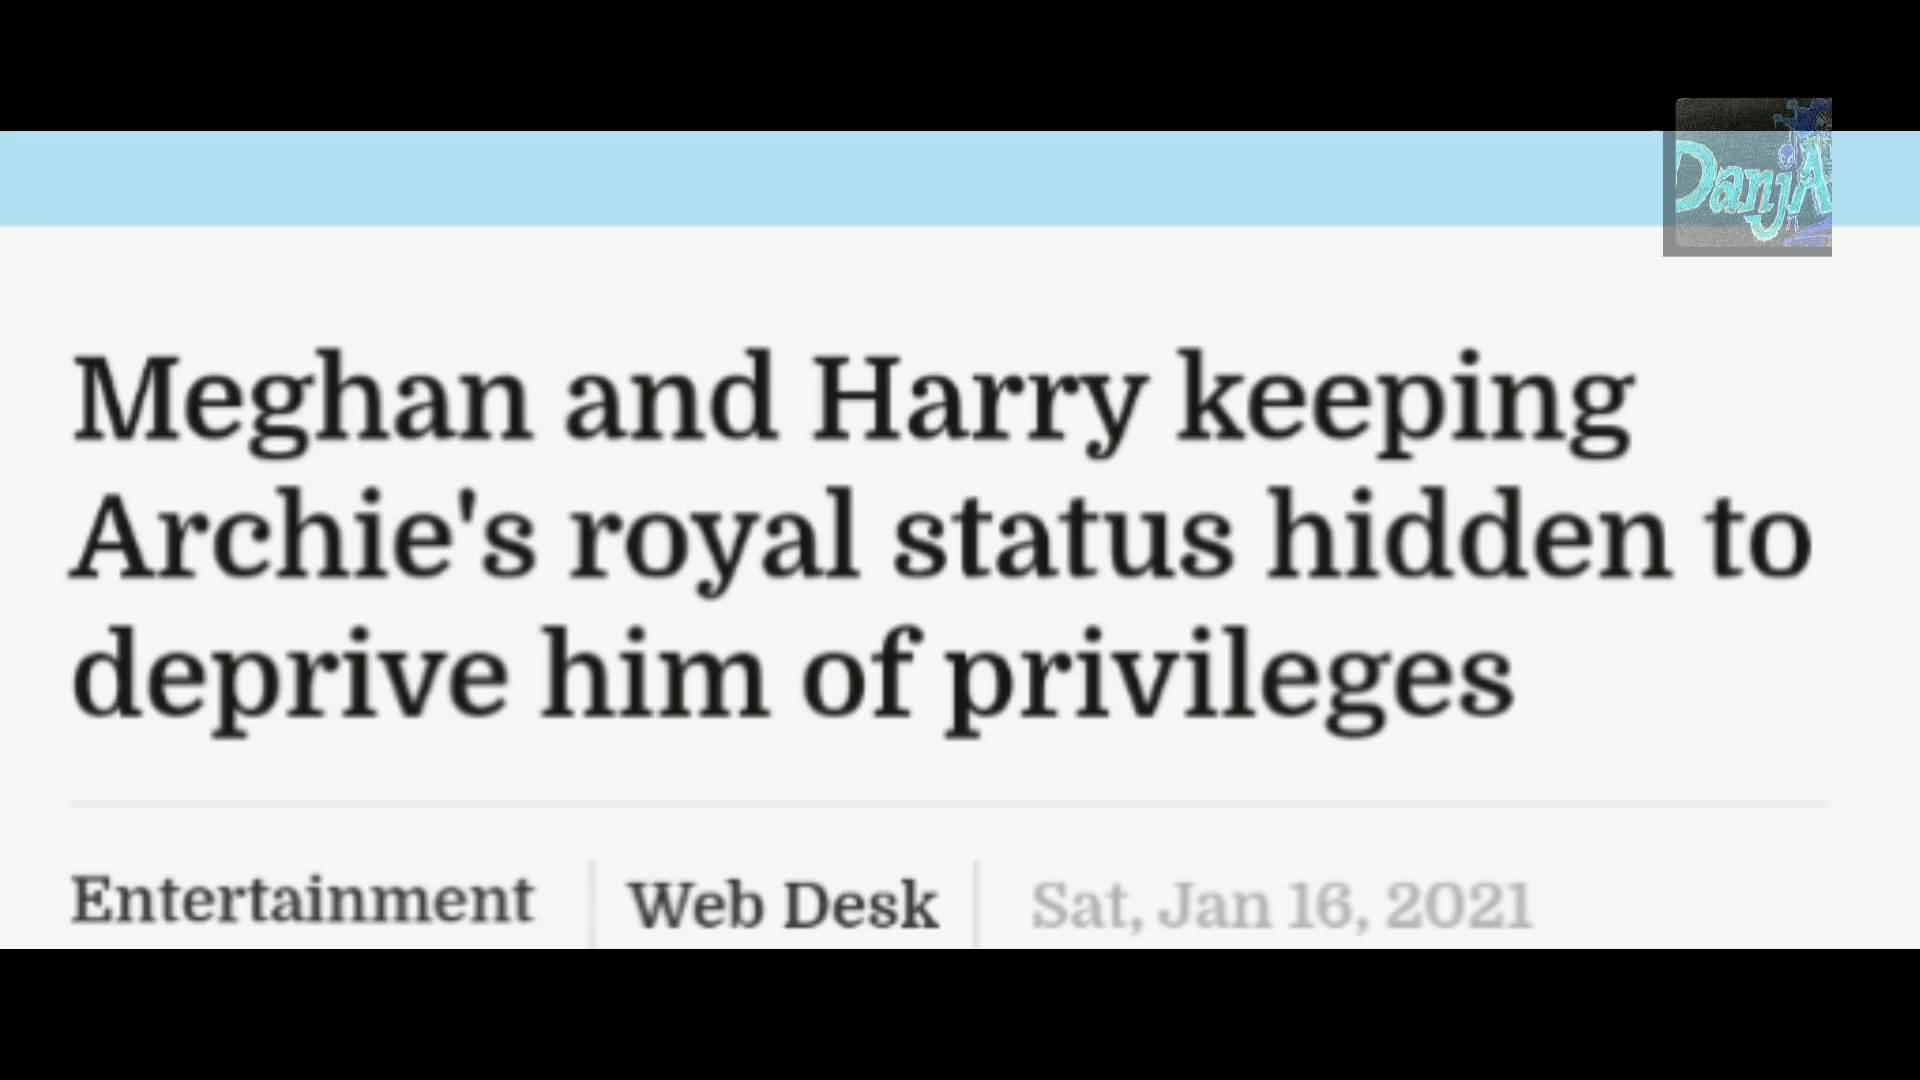 DanjA
Meghan and Harry keeping
Archie's royal status hidden to
deprive him of privileges
Entertainment
Web Desk
Sat, Jan 16, 2021